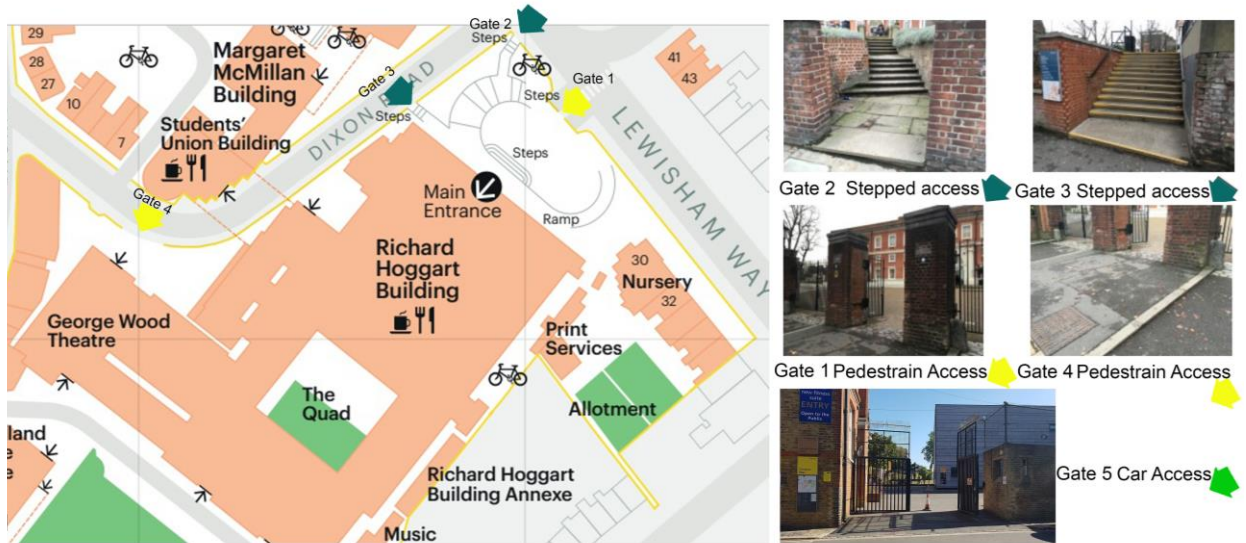 29
28
27
10
7
Margaret
McMillan
Building
Students'
Union Building
Gate 2
Steps
Gate 3
Steps
DIXON ROAD
Gate 1
Steps
41
43
LEWISHAM WAY
Steps
Gate 4
Main
Entrance
Ramp
Richard
Hoggart
Building
30
Nursery
32
George Wood
Theatre
Print
Services
The
Quad
Allotment
Richard Hoggart
Building Annexe
Music
land
Gate 2 Stepped access
Gate 3 Stepped access
Gate 1 Pedestrain Access
Gate 4 Pedestrain Access
ENTRY
Gate 5 Car Access